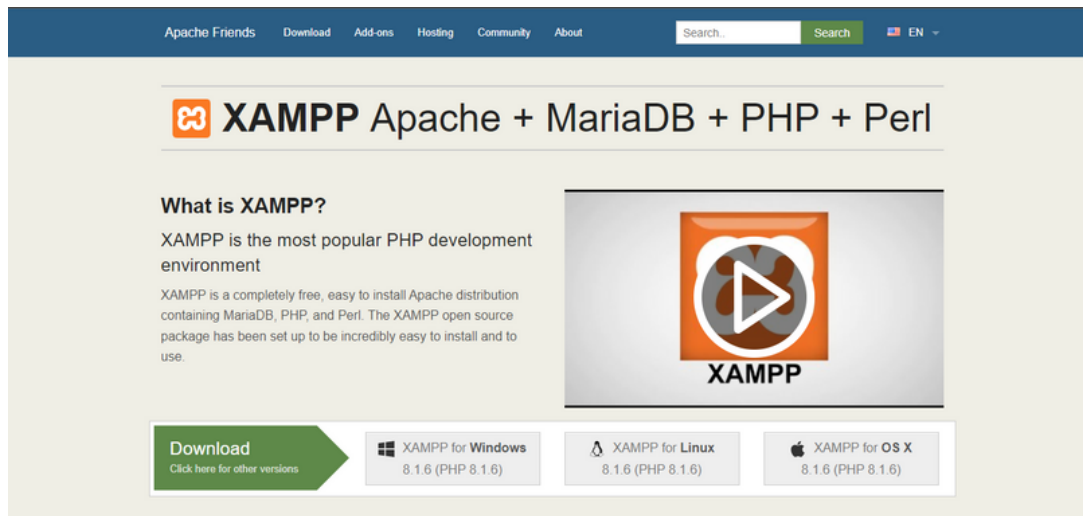 Apache Friends Download Add-ons Hosting Community About Search.. Search EN
XAMPP Apache + MariaDB + PHP + Perl
What is XAMPP?
XAMPP is the most popular PHP development
environment
XAMPP is a completely free, easy to install Apache distribution
containing MariaDB, PHP, and Perl. The XAMPP open source
package has been set up to be incredibly easy to install and to
use.
XAMPP
Download
Click here for other versions
XAMPP for Windows
8.1.6 (PHP 8.1.6)
XAMPP for Linux
8.1.6 (PHP 8.1.6)
XAMPP for OS X
8.1.6 (PHP 8.1.6)